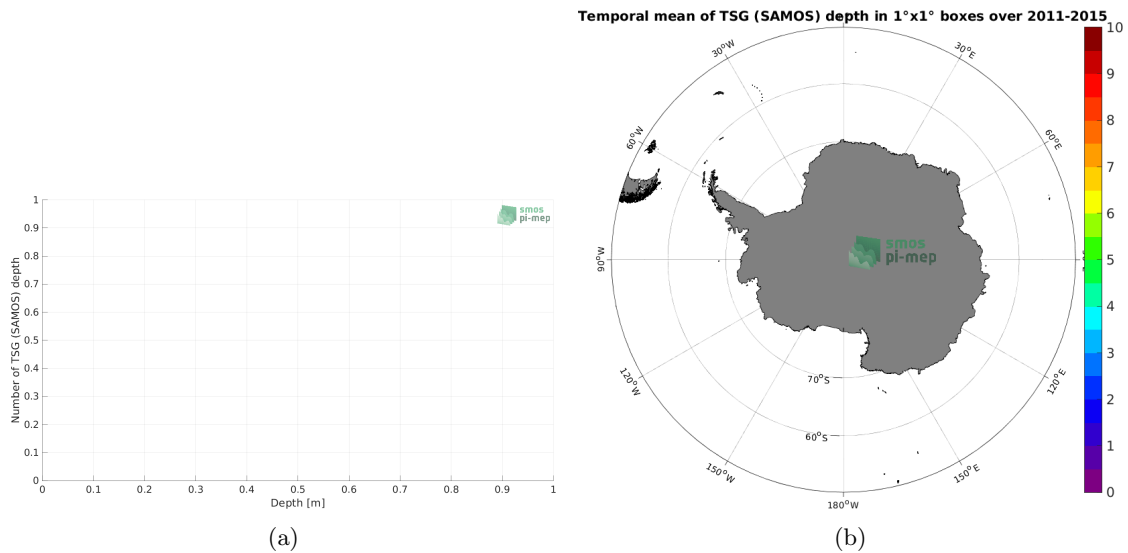 Temporal mean of TSG (SAMOS) depth in 1°x1° boxes over 2011-2015
smos
pi-mep
Number of TSG (SAMOS) depth
1
0.9
0.8
0.7
0.6
0.5
0.4
0.3
0.2
0.1
0
0 0.1 0.2 0.3 0.4 0.5 0.6 0.7 0.8 0.9 1
Depth [m]
(a)
30°W
30°E
60°W
60°E
90°W
smos
pi-mep
120°W
120°E
150°W
150°E
180°W
70°S
60°S
10
9
8
7
6
5
4
3
2
1
0
(b)